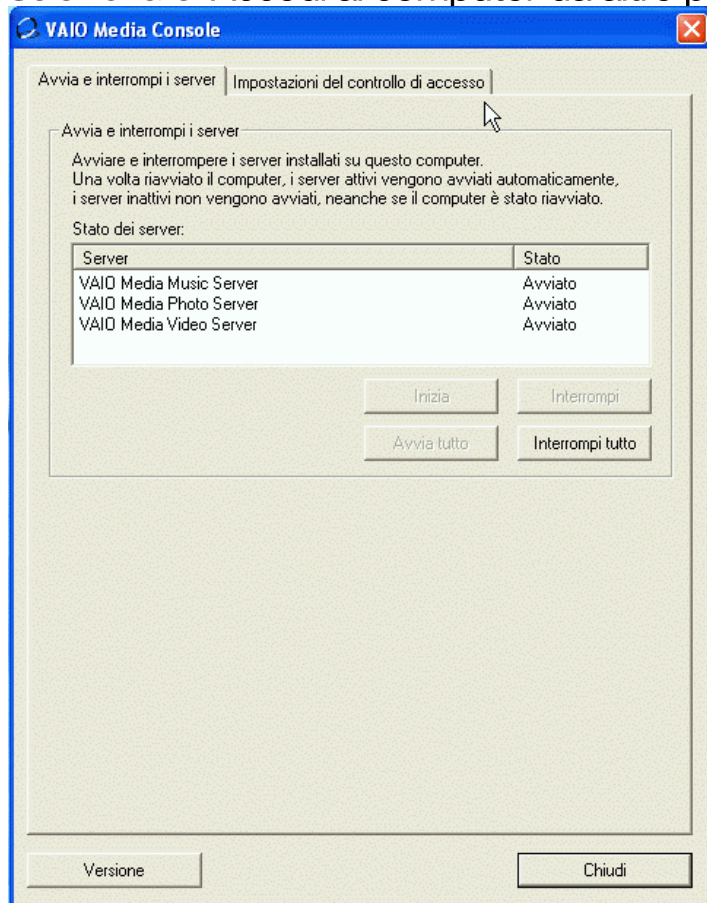 VAIO Media Console
Avvia e interrompi i server Impostazioni del controllo di accesso
Avvia e interrompi i server
Avviare e interrompere i server installati su questo computer.
Una volta riavviato il computer, i server attivi vengono avviati automaticamente,
i server inattivi non vengono avviati, neanche se il computer è stato riavviato.
Stato dei server:
Server Stato
VAIO Media Music Server Avviato
VAIO Media Photo Server Avviato
VAIO Media Video Server Avviato
Inizia Interrompi
Avvia tutto Interrompi tutto
Versione Chiudi